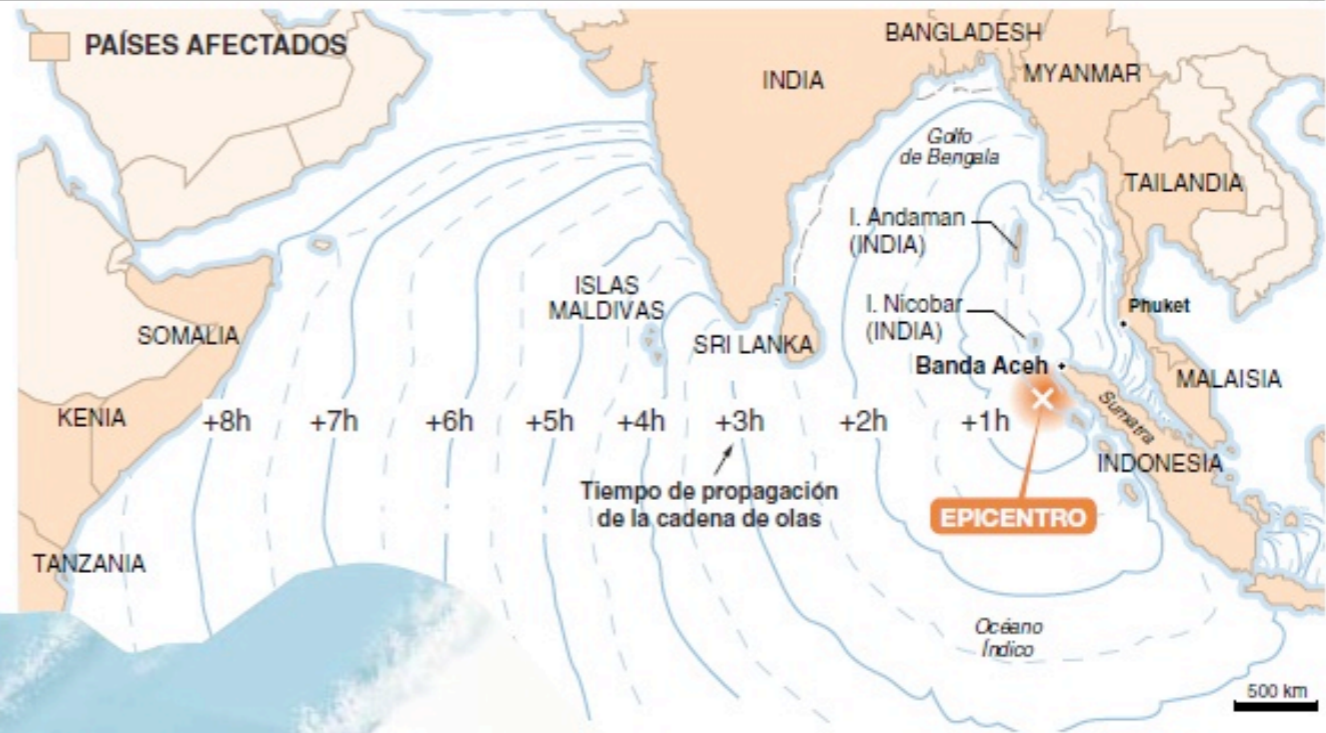 PAÍSES AFECTADOS
BANGLADESH
INDIA
MYANMAR
Golfo
de Bengala
TAILANDIA
I. Andaman
(INDIA)
ISLAS
MALDIVAS
I. Nicobar
(INDIA)
Phuket
SOMALIA
SRI LANKA
Banda Aceh
MALAISIA
KENIA
+8h
+7h
+6h
+5h
+4h
+3h
+2h
+1h
Sumatra
INDONESIA
Tiempo de propagación
de la cadena de olas
EPICENTRO
TANZANIA
Océano
Índico
500 km